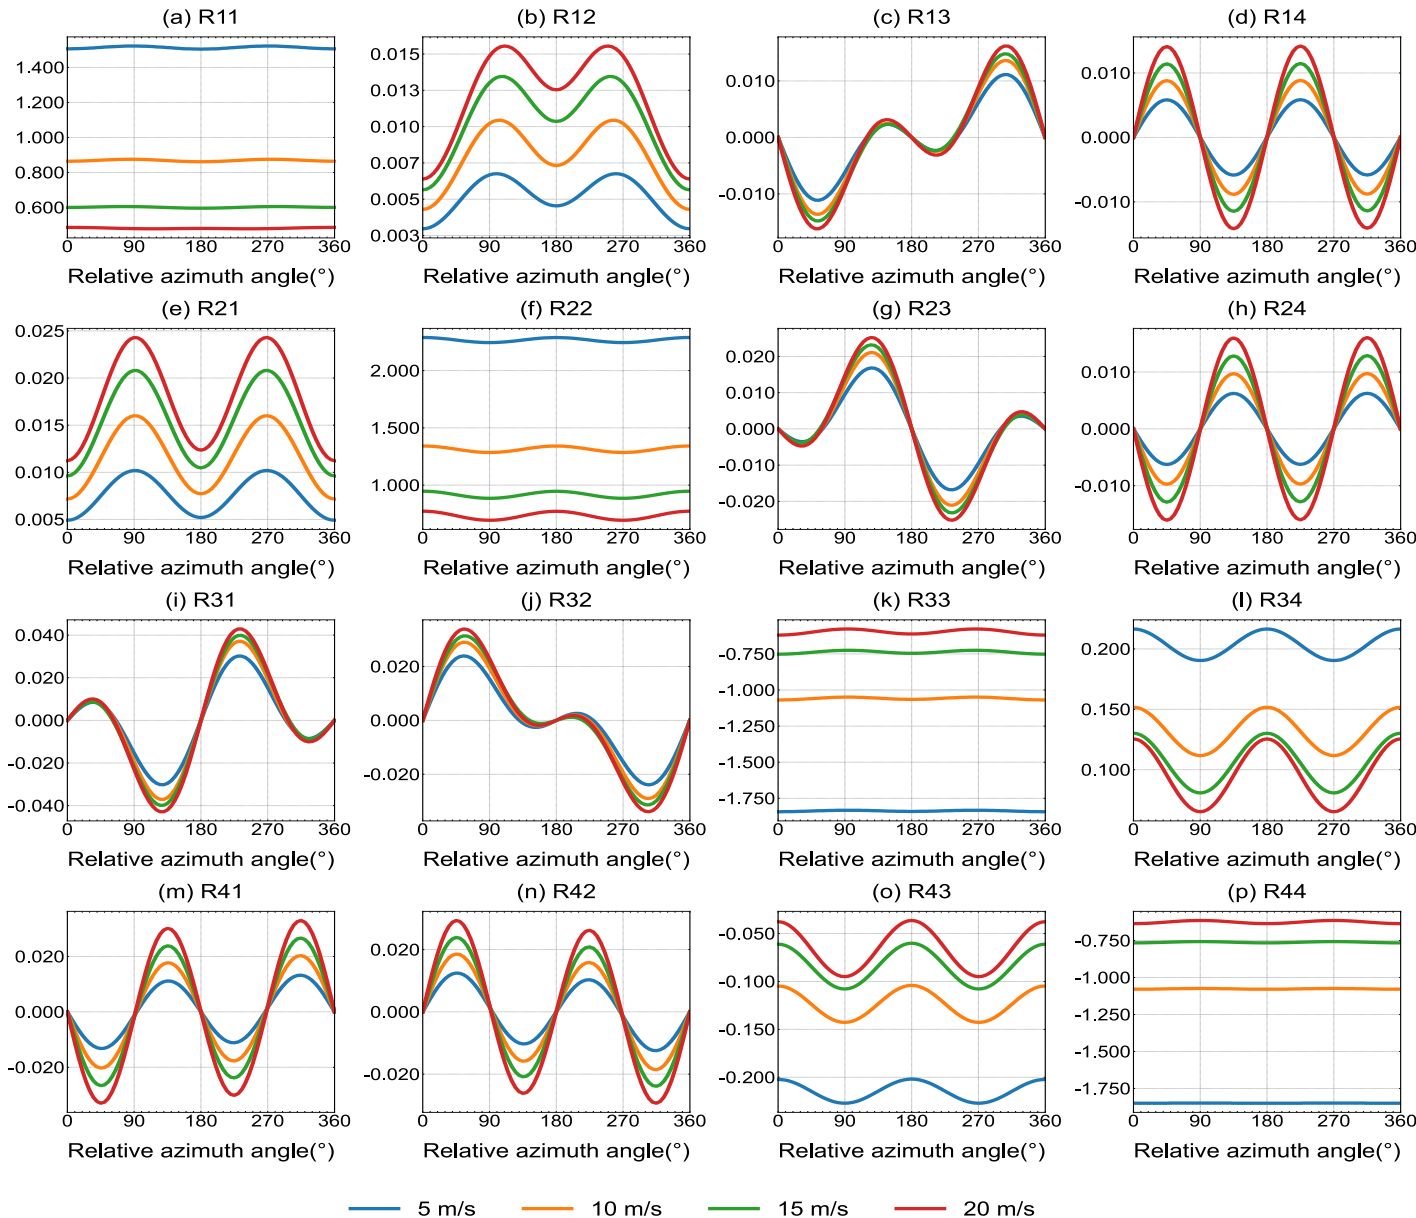 (a) R11 (b) R12 (c) R13 (d) R14
1.400
1.200
1.000
0.800
0.600
0 90 180 270 360
Relative azimuth angle(°)
0.015
0.013
0.010
0.007
0.005
0.003
0 90 180 270 360
Relative azimuth angle(°)
0.010
0.000
-0.010
0 90 180 270 360
Relative azimuth angle(°)
0.010
0.000
-0.010
0 90 180 270 360
Relative azimuth angle(°)
(e) R21 (f) R22 (g) R23 (h) R24
0.025
0.020
0.015
0.010
0.005
0 90 180 270 360
Relative azimuth angle(°)
2.000
1.500
1.000
0 90 180 270 360
Relative azimuth angle(°)
0.020
0.010
0.000
-0.010
-0.020
0 90 180 270 360
Relative azimuth angle(°)
0.010
0.000
-0.010
0 90 180 270 360
Relative azimuth angle(°)
(i) R31 (j) R32 (k) R33 (l) R34
0.040
0.020
0.000
-0.020
-0.040
0 90 180 270 360
Relative azimuth angle(°)
0.020
0.000
-0.020
0 90 180 270 360
Relative azimuth angle(°)
-0.750
-1.000
-1.250
-1.500
-1.750
0 90 180 270 360
Relative azimuth angle(°)
0.200
0.150
0.100
0 90 180 270 360
Relative azimuth angle(°)
(m) R41 (n) R42 (o) R43 (p) R44
0.020
0.000
-0.020
0 90 180 270 360
Relative azimuth angle(°)
0.020
0.000
-0.020
0 90 180 270 360
Relative azimuth angle(°)
-0.050
-0.100
-0.150
-0.200
0 90 180 270 360
Relative azimuth angle(°)
-0.750
-1.000
-1.250
-1.500
-1.750
0 90 180 270 360
Relative azimuth angle(°)
5 m/s 10 m/s 15 m/s 20 m/s